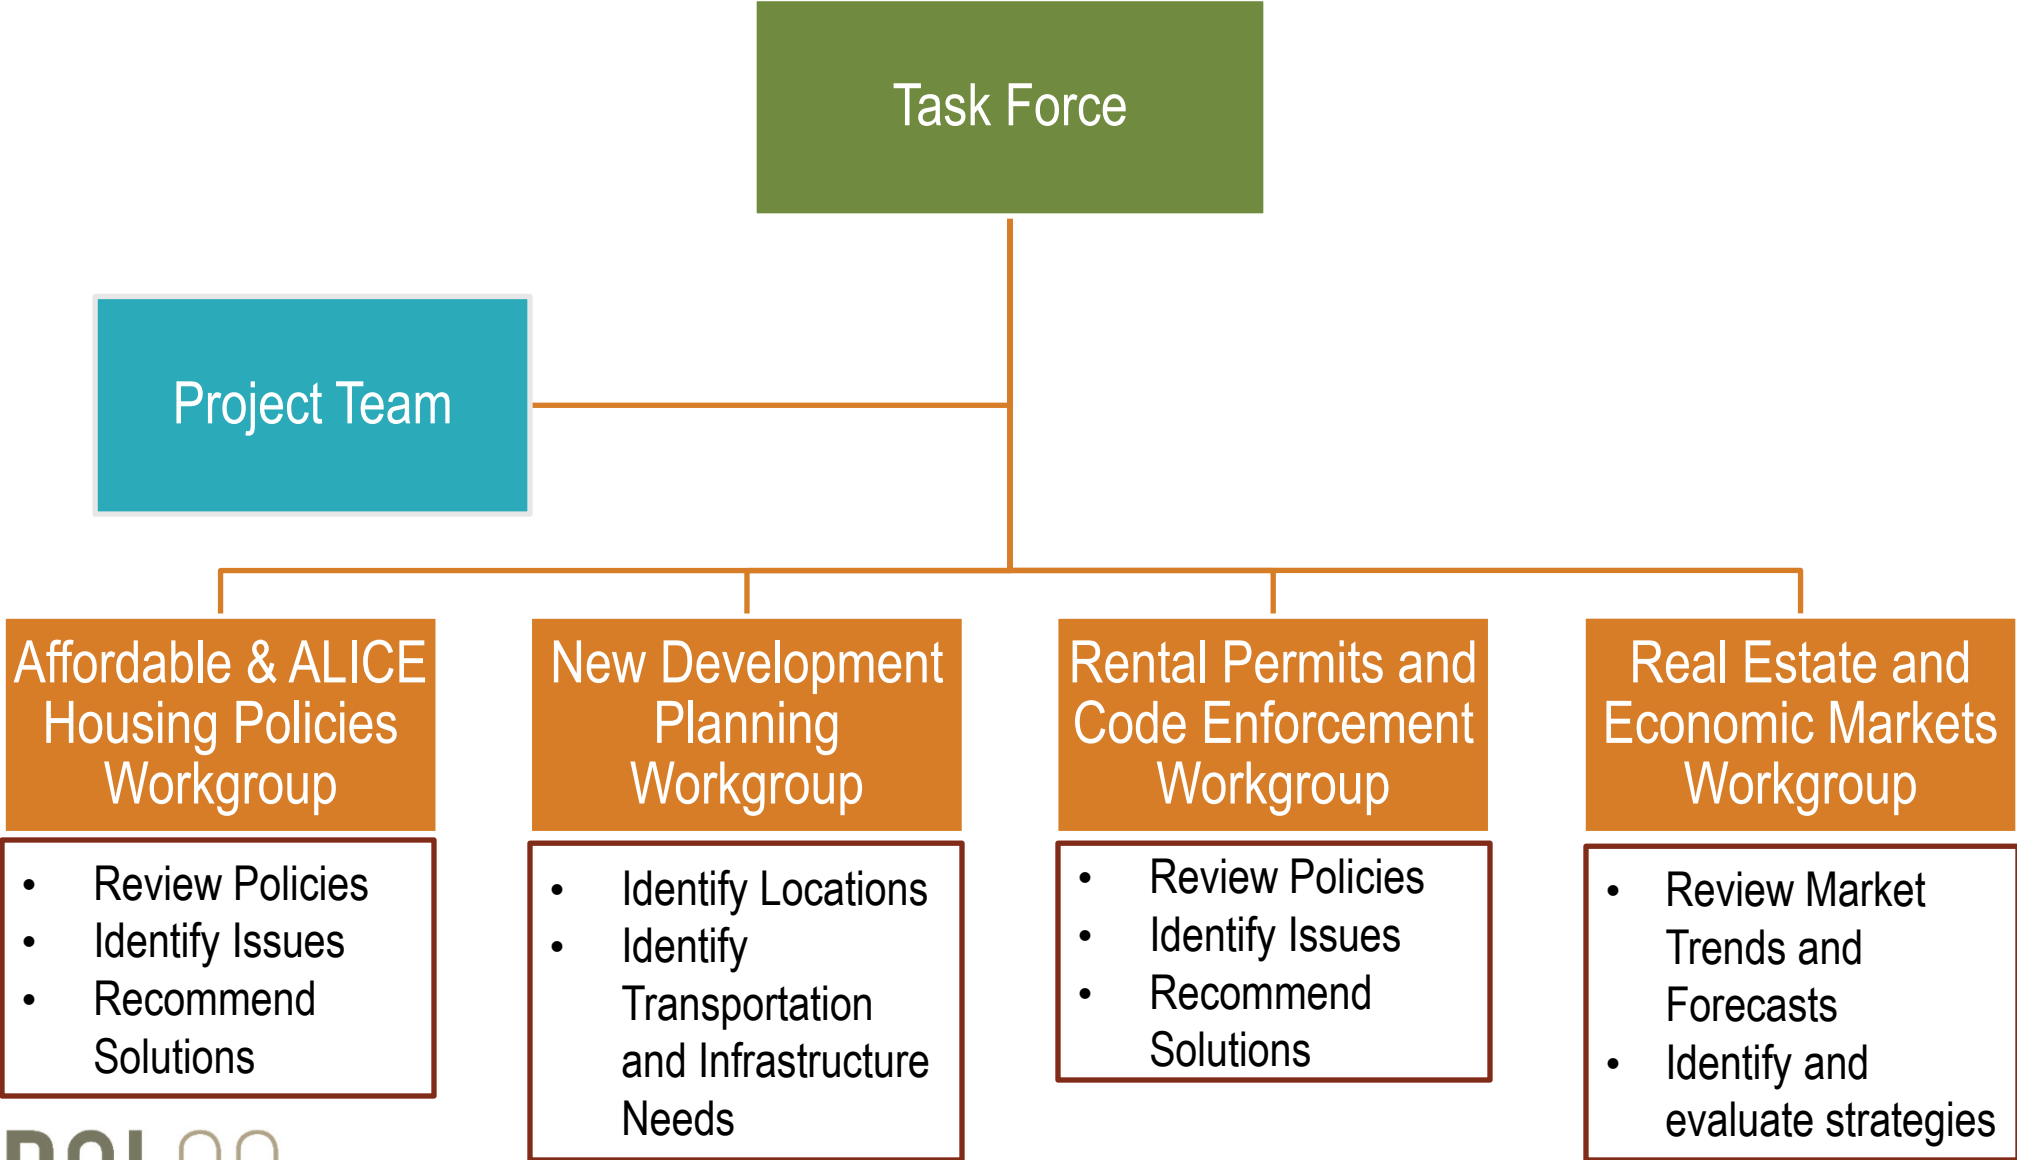 Task Force
Project Team
Affordable & ALICE
Housing Policies
Workgroup
New Development
Planning
Workgroup
Rental Permits and
Code Enforcement
Workgroup
Real Estate and
Economic Markets
Workgroup
• Review Policies
• Identify Issues
• Recommend
Solutions
• Identify Locations
• Identify
Transportation
and Infrastructure
Needs
• Review Policies
• Identify Issues
• Recommend
Solutions
• Review Market
Trends and
Forecasts
• Identify and
evaluate strategies